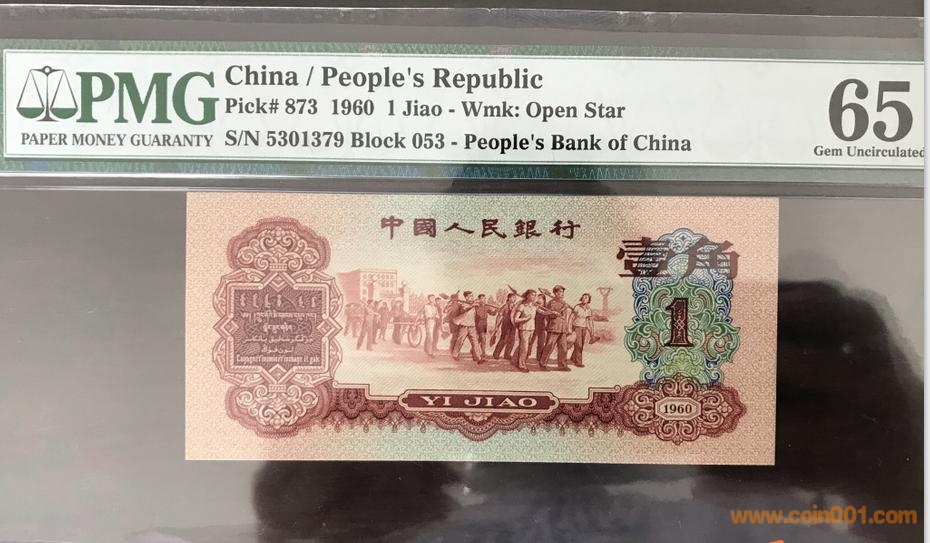 PMG
PAPER MONEY GUARANTY
China / People's Republic
Pick# 873 1960 1 Jiao - Wmk: Open Star
S/N 5301379 Block 053 - People's Bank of China
65
Gem Uncirculated
中國人民銀行
壹角
1
YI JIAO
1960
www.coin001.com